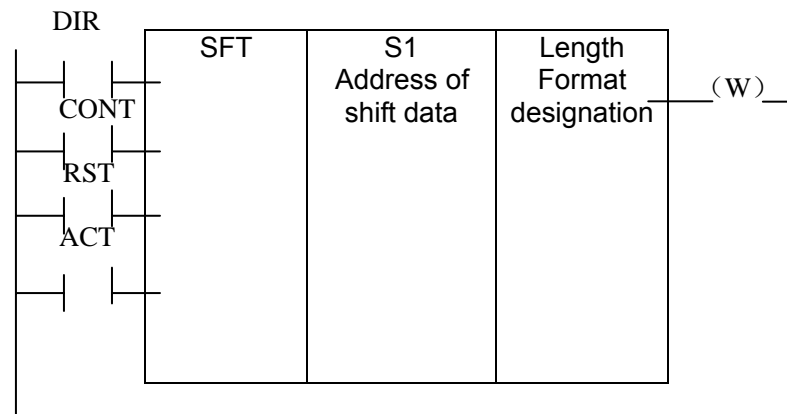 DIR
SFT
S1
Address of
shift data
Length
Format
designation
（W）
CONT
RST
ACT